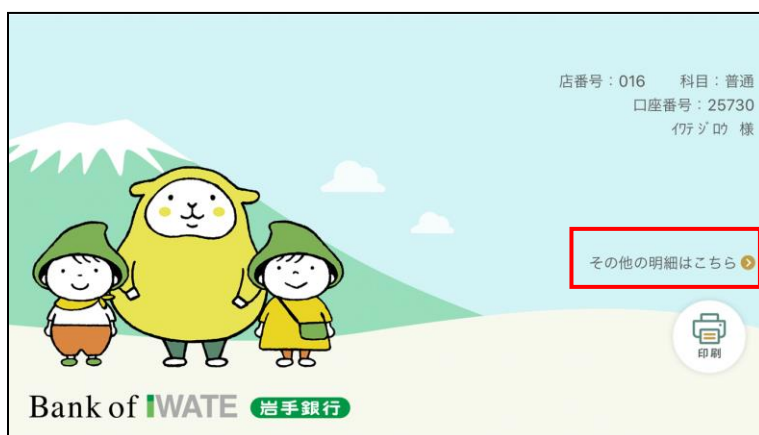 店番号:016 科目:普通
口座番号:25730
ｲﾜﾃ ｼﾞﾛｳ 様
その他の明細はこちら
印刷
Bank of iWATE 岩手銀行